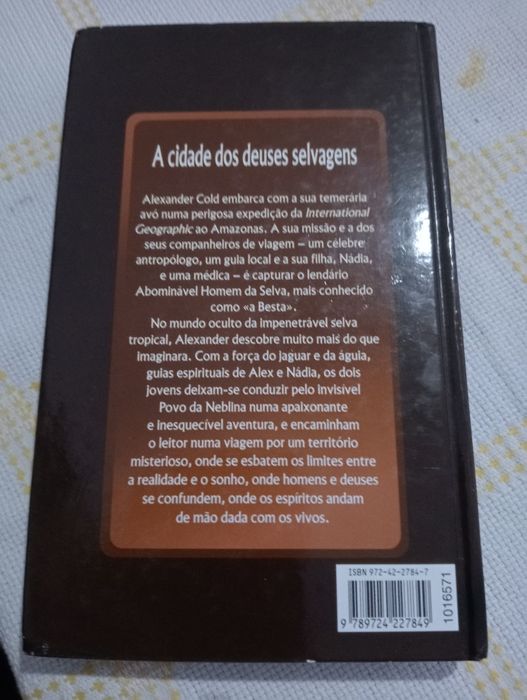 A cidade dos deuses selvagens
Alexander Cold embarca com a sua temerária
avó numa perigosa expedição da International
Geographic ao Amazonas. A sua missão e a dos
seus companheiros de viagem – um célebre
antropólogo, um guia local e a sua filha, Nádia,
e uma médica – é capturar o lendário
Abominável Homem da Selva, mais conhecido
como «a Besta».
No mundo oculto da impenetrável selva
tropical, Alexander descobre muito mais do que
imaginara. Com a força do jaguar e da águia,
guias espirituais de Alex e Nádia, os dois
jovens deixam-se conduzir pelo invisível
Povo da Neblina numa apaixonante
e inesquecível aventura, e encaminham
o leitor numa viagem por um território
misterioso, onde se esbatem os limites entre
a realidade e o sonho, onde homens e deuses
se confundem, onde os espíritos andam
de mão dada com os vivos.
ISBN 972-42-2784-7
9 789724 227849
1016571